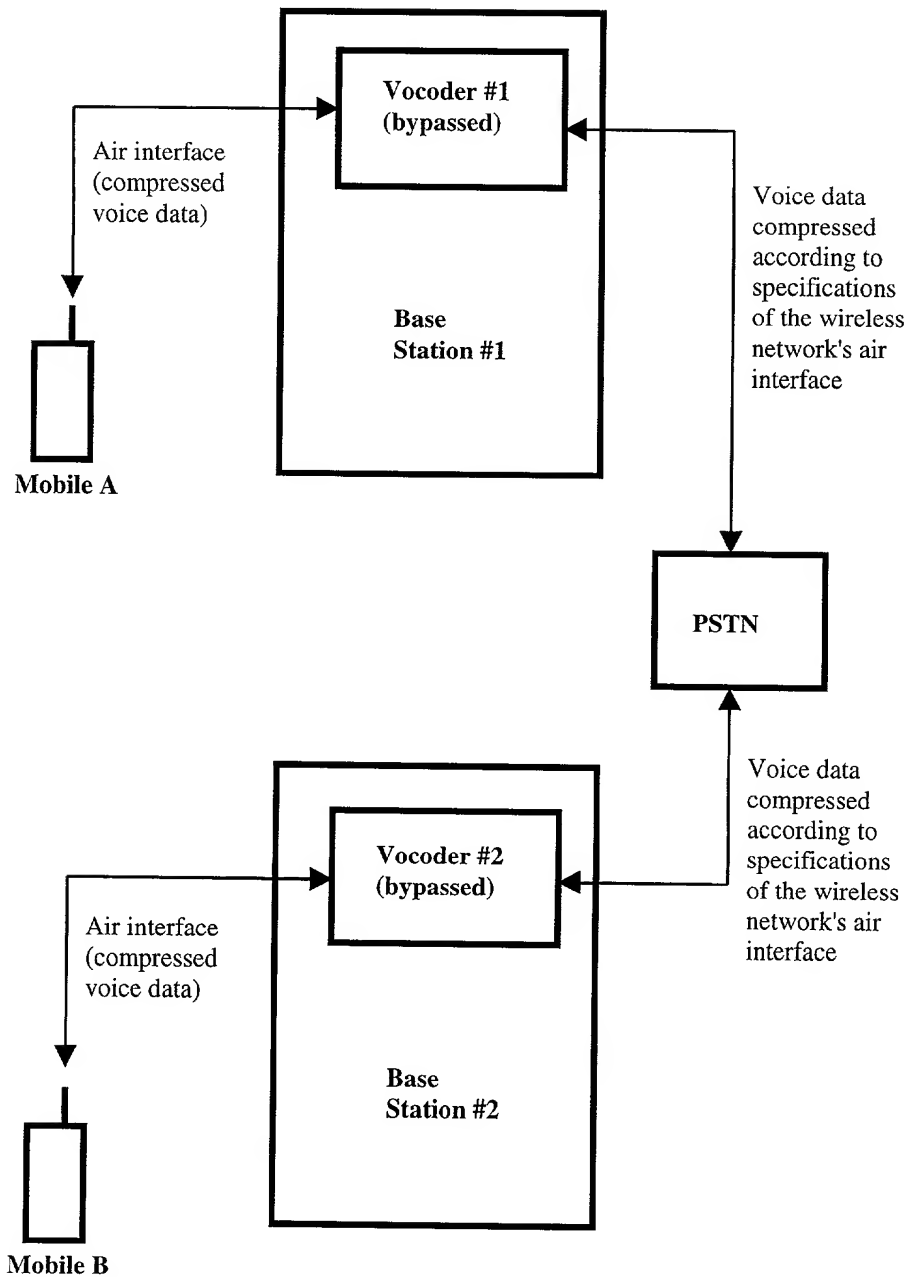 Vocoder #1
(bypassed)
Air interface
(compressed
voice data)
Voice data
compressed
according to
specifications
of the wireless
network's air
interface
Base
Station #1
Mobile A
PSTN
Voice data
compressed
according to
specifications
of the wireless
network's air
interface
Vocoder #2
(bypassed)
Air interface
(compressed
voice data)
Base
Station #2
Mobile B